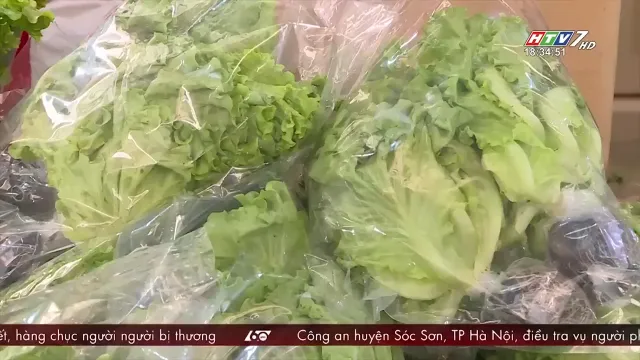 HTV7 HD
18:34:51
ết, hàng chục người người bị thương 60 Công an huyện Sóc Sơn, TP Hà Nội, điều tra vụ người p